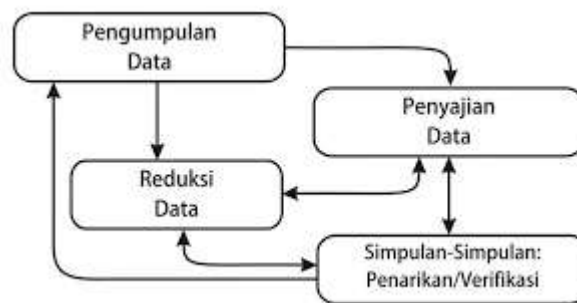 Pengumpulan
Data
Penyajian
Data
Reduksi
Data
Simpulan-Simpulan:
Penarikan/Verifikasi